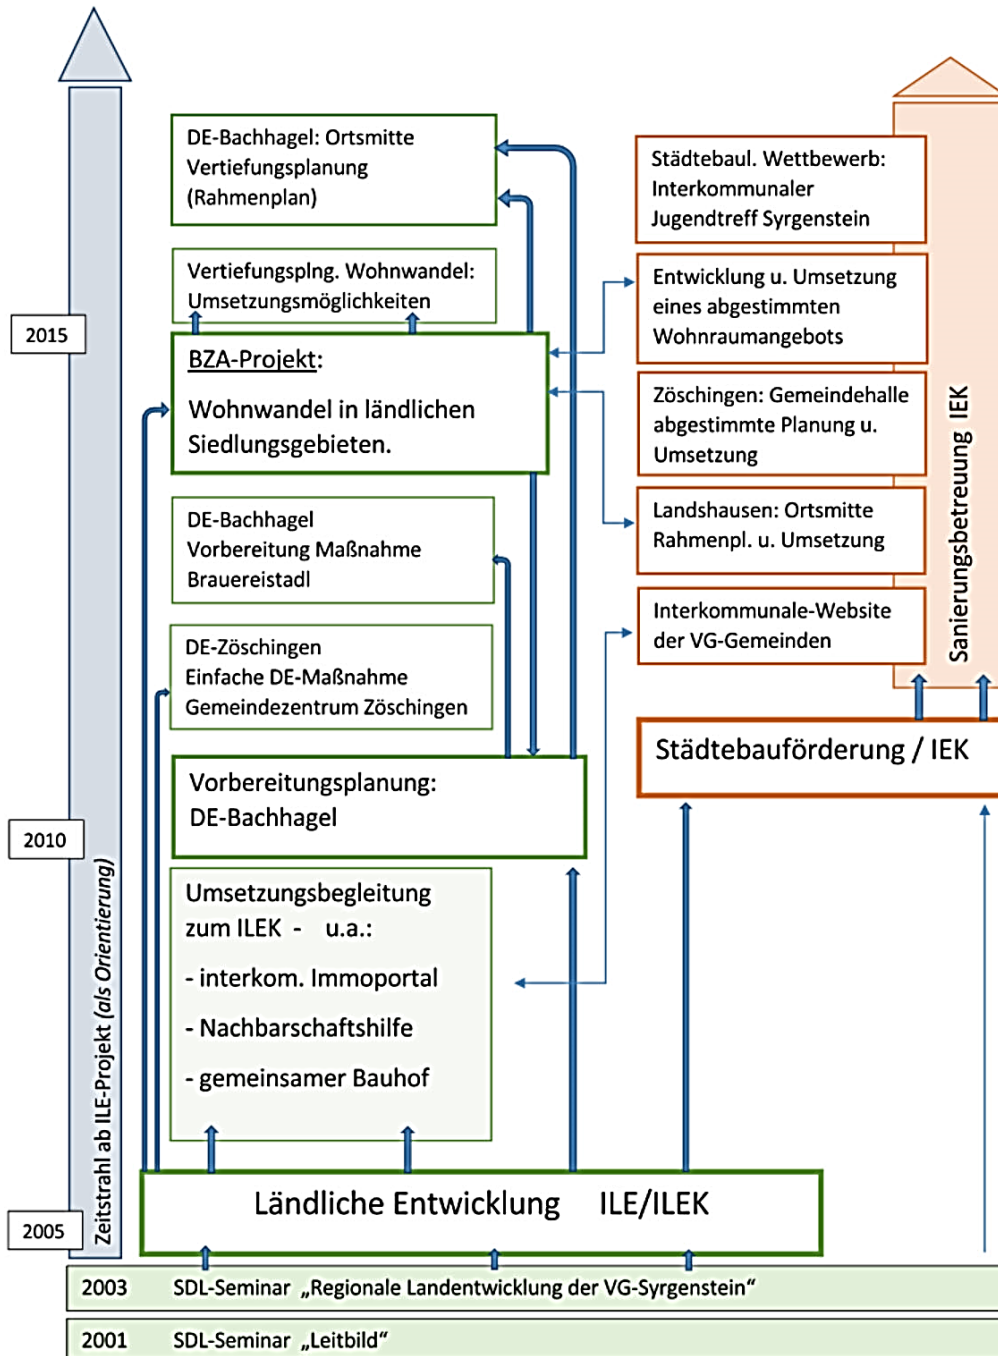 DE-Bachhagel: Ortsmitte
Vertiefungsplanung
(Rahmenplan)
Vertiefungsplng. Wohnwandel:
Umsetzungsmöglichkeiten
2015
BZA-Projekt:
Wohnwandel in ländlichen
Siedlungsgebieten.
DE-Bachhagel
Vorbereitung Maßnahme
Brauereistadl
DE-Zöschingen
Einfache DE-Maßnahme
Gemeindezentrum Zöschingen
Vorbereitungsplanung:
DE-Bachhagel
2010
Umsetzungsbegleitung
zum ILEK - u.a.:
- interkom. Immoportal
- Nachbarschaftshilfe
- gemeinsamer Bauhof
Zeitstrahl ab ILE-Projekt (als Orientierung)
Städtebaul. Wettbewerb:
Interkommunaler
Jugendtreff Syrgenstein
Entwicklung u. Umsetzung
eines abgestimmten
Wohnraumangebots
Zöschingen: Gemeindehalle
abgestimmte Planung u.
Umsetzung
Landshausen: Ortsmitte
Rahmenpl. u. Umsetzung
Interkommunale-Website
der VG-Gemeinden
Sanierungsbetreuung IEK
Städtebauförderung / IEK
Ländliche Entwicklung ILE/ILEK
2005
2003 SDL-Seminar „Regionale Landentwicklung der VG-Syrgenstein“
2001 SDL-Seminar „Leitbild“